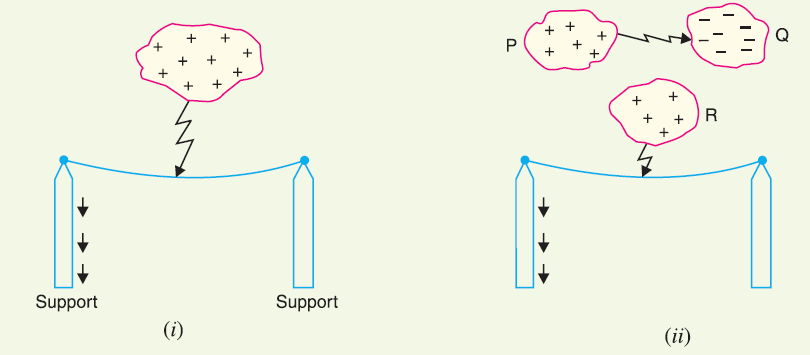 P
Q
R
Support
Support
(i)
(ii)